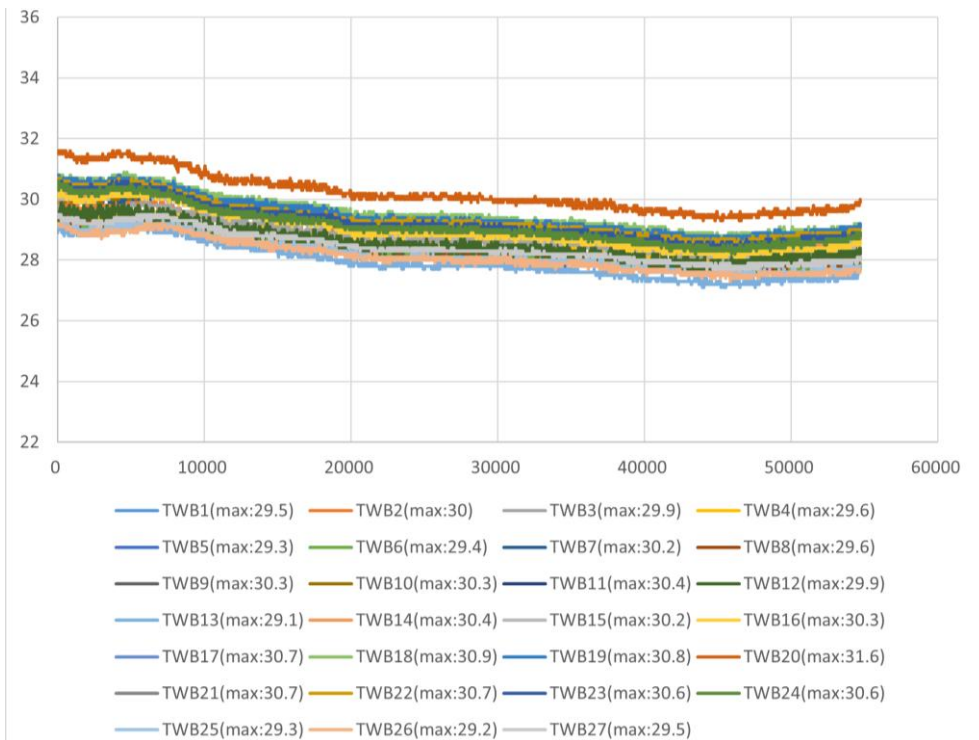 36
34
32
30
28
26
24
22
0 10000 20000 30000 40000 50000 60000
TWB1(max:29.5) TWB2(max:30) TWB3(max:29.9) TWB4(max:29.6)
TWB5(max:29.3) TWB6(max:29.4) TWB7(max:30.2) TWB8(max:29.6)
TWB9(max:30.3) TWB10(max:30.3) TWB11(max:30.4) TWB12(max:29.9)
TWB13(max:29.1) TWB14(max:30.4) TWB15(max:30.2) TWB16(max:30.3)
TWB17(max:30.7) TWB18(max:30.9) TWB19(max:30.8) TWB20(max:31.6)
TWB21(max:30.7) TWB22(max:30.7) TWB23(max:30.6) TWB24(max:30.6)
TWB25(max:29.3) TWB26(max:29.2) TWB27(max:29.5)